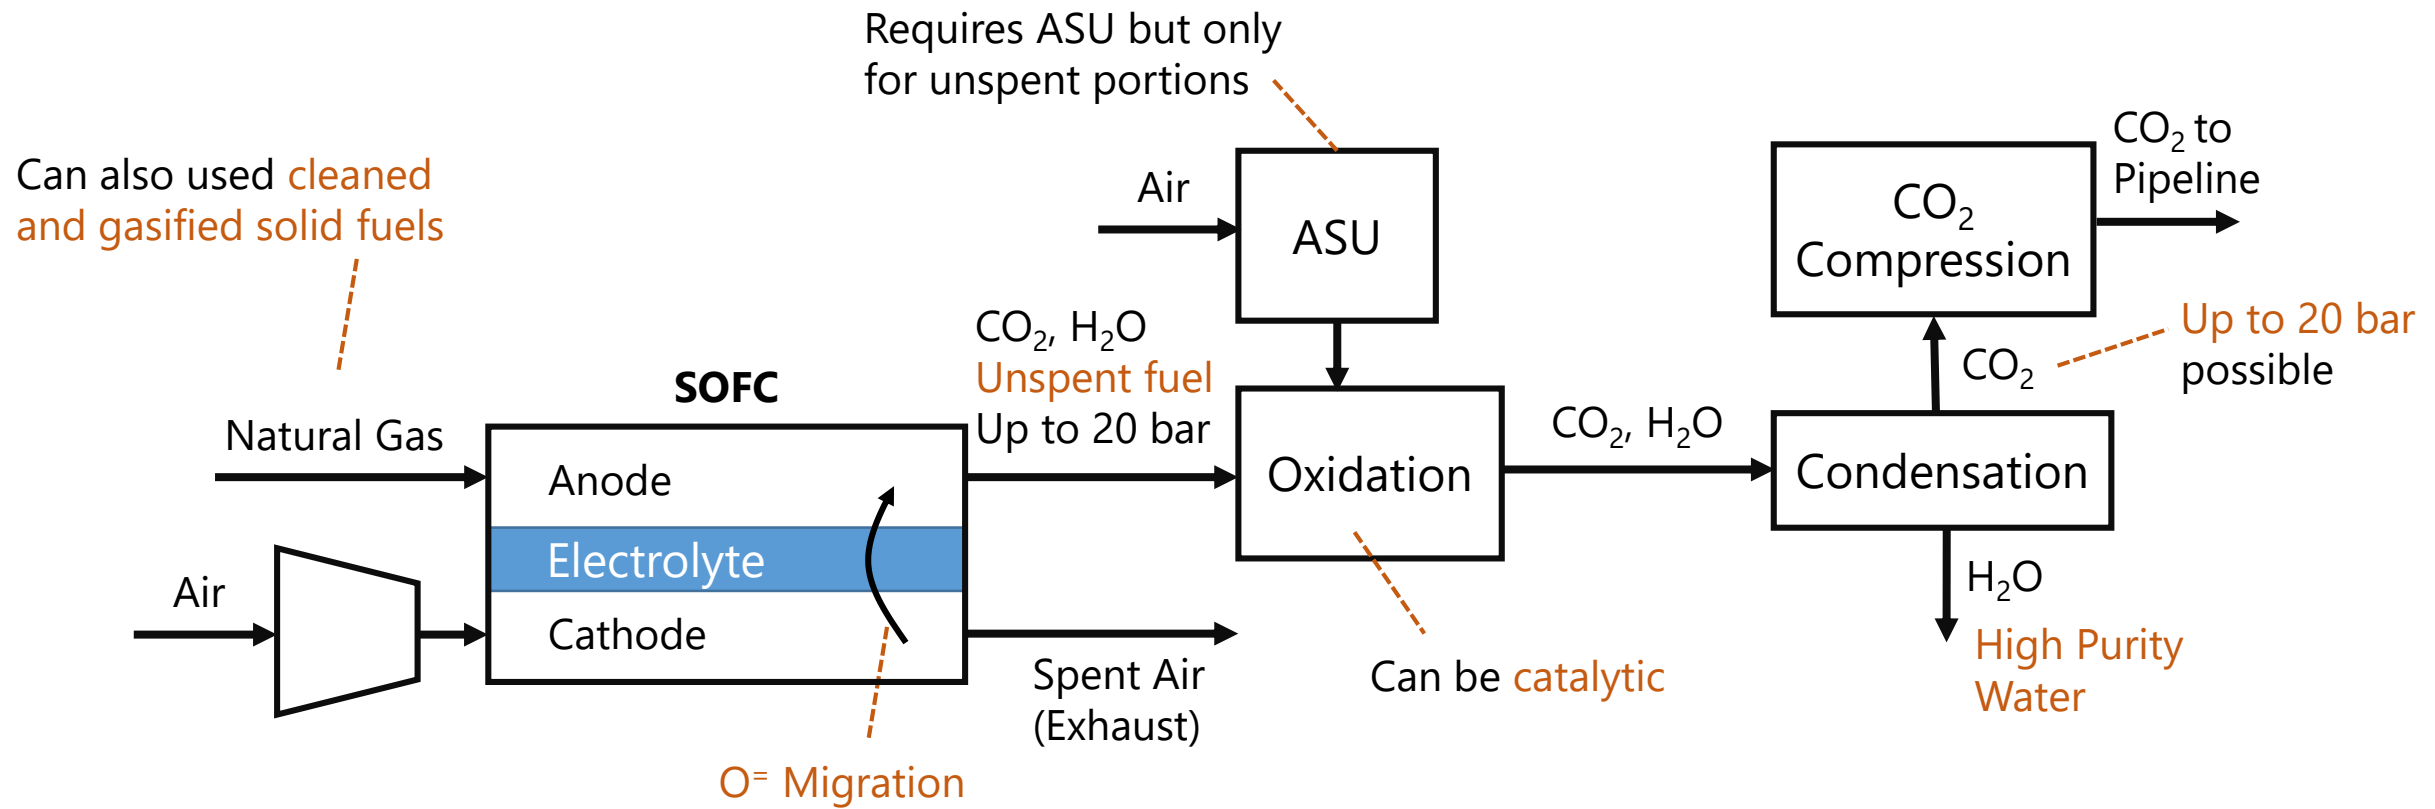 Requires ASU but only
for unspent portions
Can also used cleaned
and gasified solid fuels
Air
ASU
CO₂ to
Pipeline
CO₂
Compression
CO₂, H₂O
Unspent fuel
Up to 20 bar
Up to 20 bar
possible
CO₂
SOFC
Natural Gas
Anode
Electrolyte
Cathode
Air
Oxidation
CO₂, H₂O
Condensation
H₂O
High Purity
Water
Spent Air
(Exhaust)
Can be catalytic
O⁼ Migration